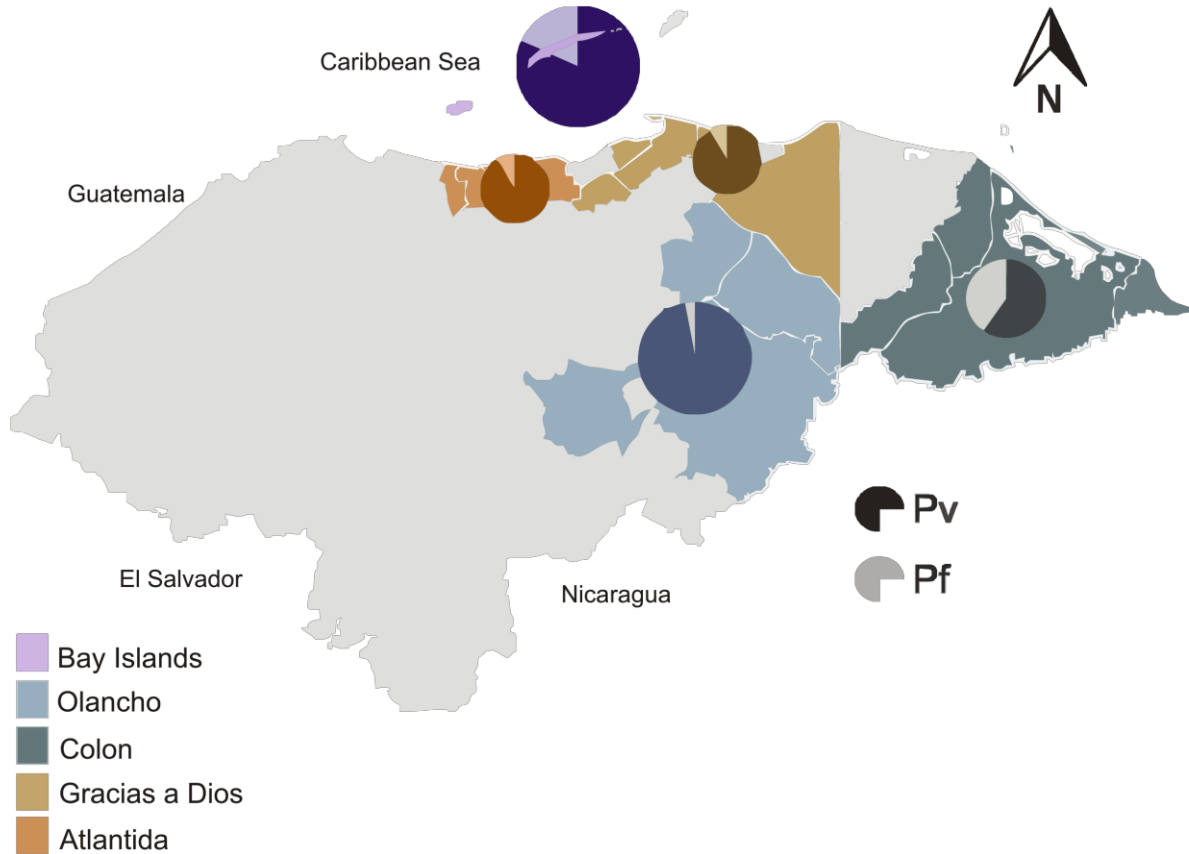 Caribbean Sea
N
Guatemala
Pv
Pf
El Salvador
Nicaragua
Bay Islands
Olancho
Colon
Gracias a Dios
Atlantida